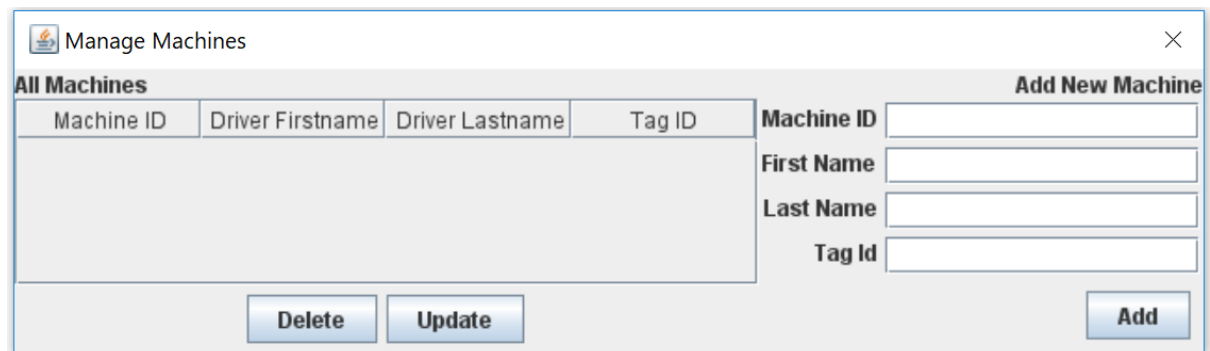 Manage Machines
All Machines
Add New Machine
Machine ID Driver Firstname Driver Lastname Tag ID
Machine ID
First Name
Last Name
Tag Id
Delete Update
Add